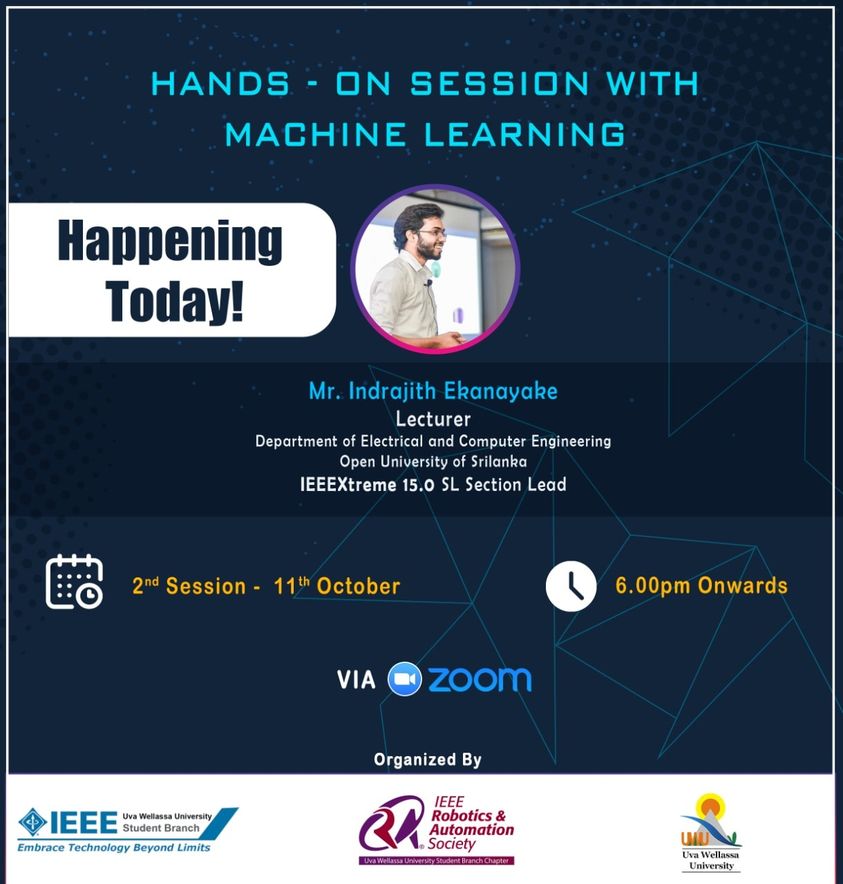 HANDS - ON SESSION WITH
MACHINE LEARNING
Happening
Today!
Mr. Indrajith Ekanayake
Lecturer
Department of Electrical and Computer Engineering
Open University of Srilanka
IEEEXtreme 15.0 SL Section Lead
2nd Session - 11th October
6.00pm Onwards
VIA zoom
Organized By
IEEE Uva Wellassa University
Student Branch
Embrace Technology Beyond Limits
IEEE
Robotics &
Automation
Society
Uva Wellassa University Student Branch Chapter
UWU
Uva Wellassa
University